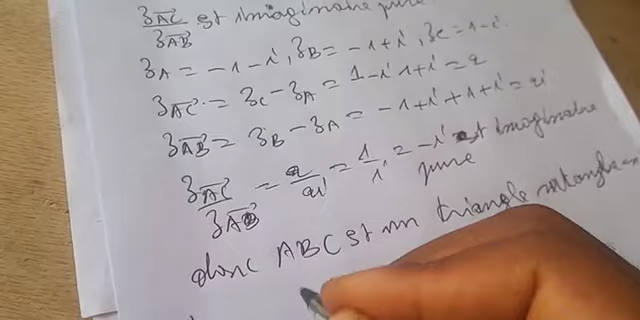 z_AC / z_AB est imaginaire pure
z_A = -1-i, z_B = -1+i, z_C = 1-i.
z_AC = z_C - z_A = 1-i+1+i = 2
z_AB = z_B - z_A = -1+i+1+i = 2i
z_AC / z_AB = 2/2i = 1/i = -i est imaginaire pure
donc ABC est un triangle rectangle en